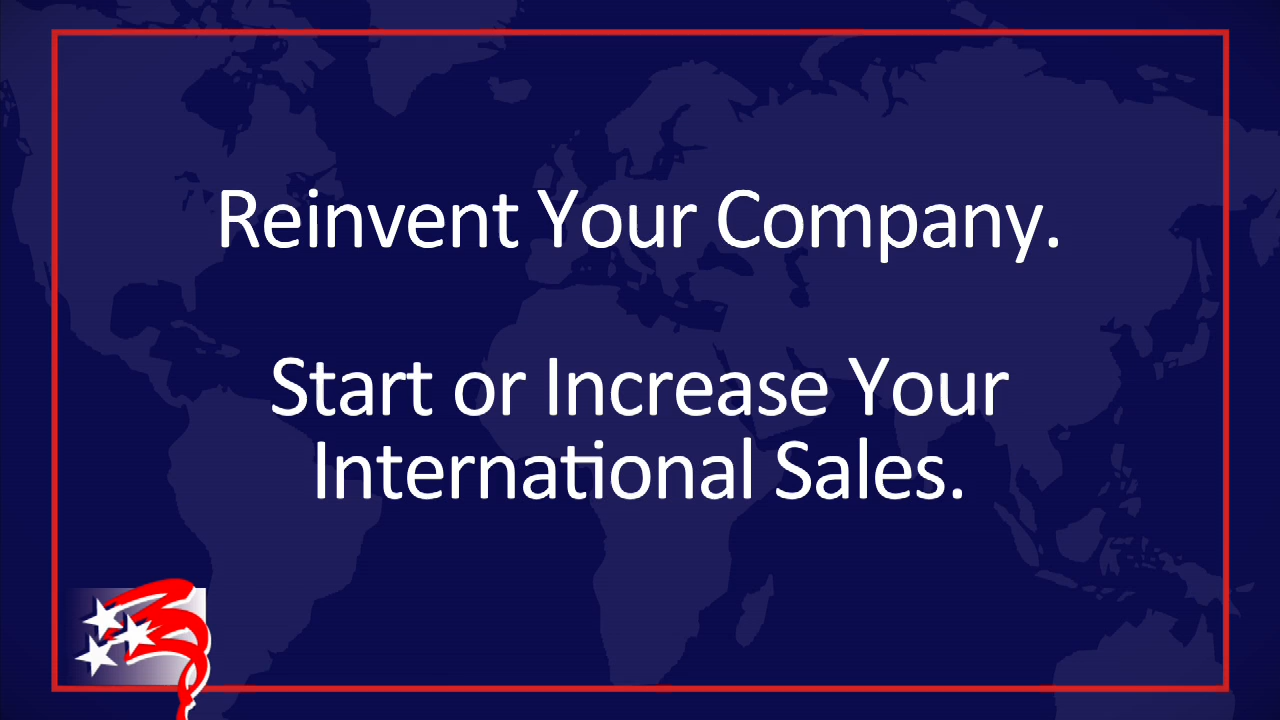 Reinvent Your Company.
Start or Increase Your
International Sales.